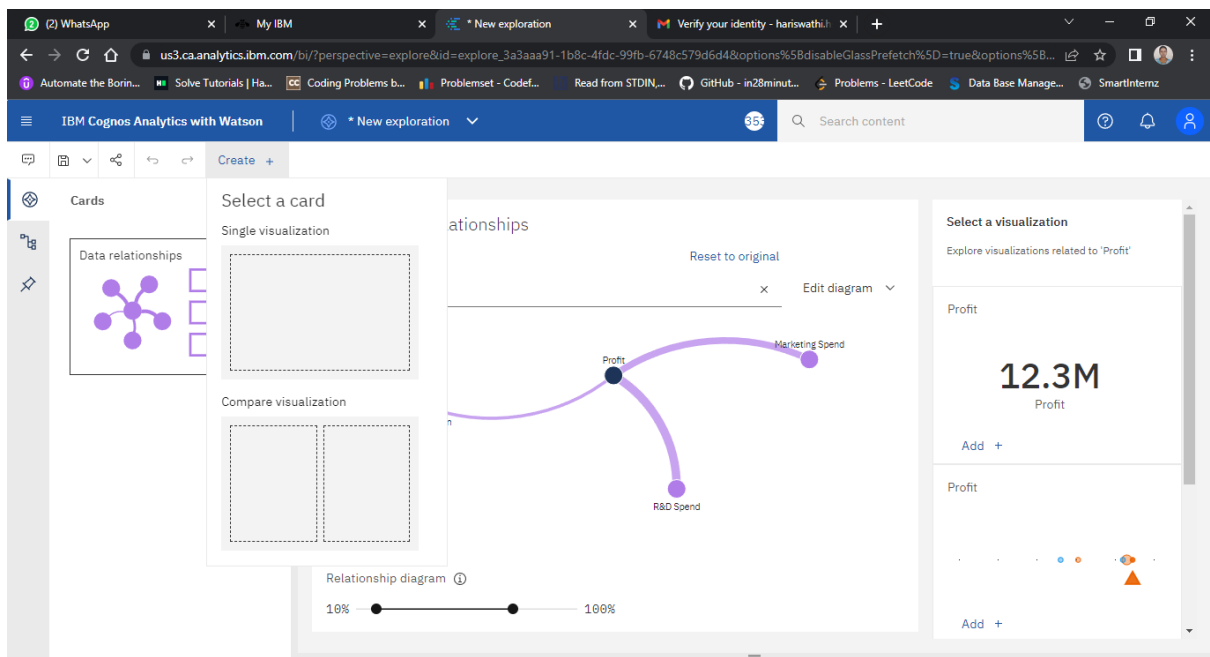 (2) WhatsApp
My IBM
* New exploration
Verify your identity - hariswathi.h
us3.ca.analytics.ibm.com/bi/?perspective=explore&id=explore_3a3aaa91-1b8c-4fdc-99fb-6748c579d6d4&options%5BdisableGlassPrefetch%5D=true&options%5B...
Automate the Borin...
Solve Tutorials | Ha...
Coding Problems b...
Problemset - Codef...
Read from STDIN,...
GitHub - in28minut...
Problems - LeetCode
Data Base Manage...
SmartInternz
IBM Cognos Analytics with Watson
* New exploration
Search content
Create +
Cards
Data relationships
Select a card
Single visualization
Compare visualization
ationships
Reset to original
Edit diagram
Profit
Marketing Spend
n
R&D Spend
Relationship diagram
10%
100%
Select a visualization
Explore visualizations related to 'Profit'
Profit
12.3M
Profit
Add +
Profit
Add +